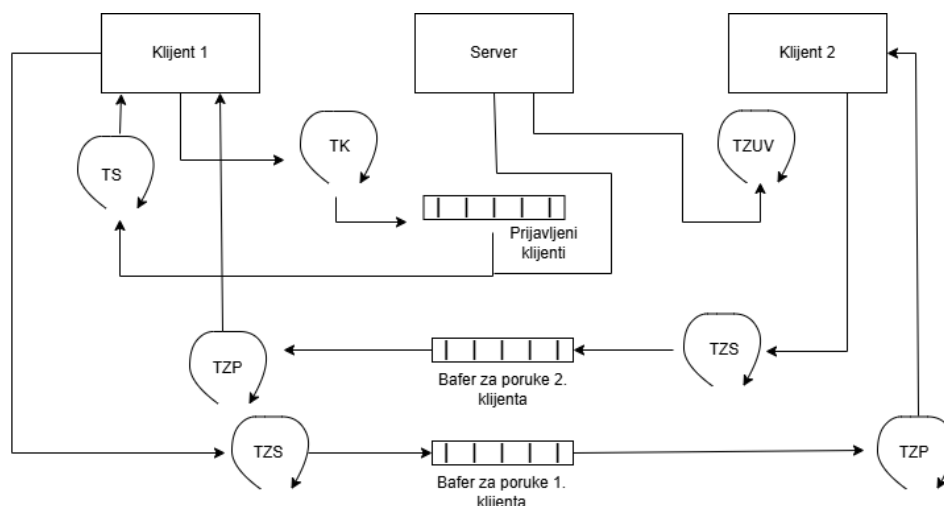 Klijent 1
Server
Klijent 2
TS
TK
TZUV
Prijavljeni
klijenti
TZP
TZS
Bafer za poruke 2.
klijenta
TZS
Bafer za poruke 1.
klijenta
TZP